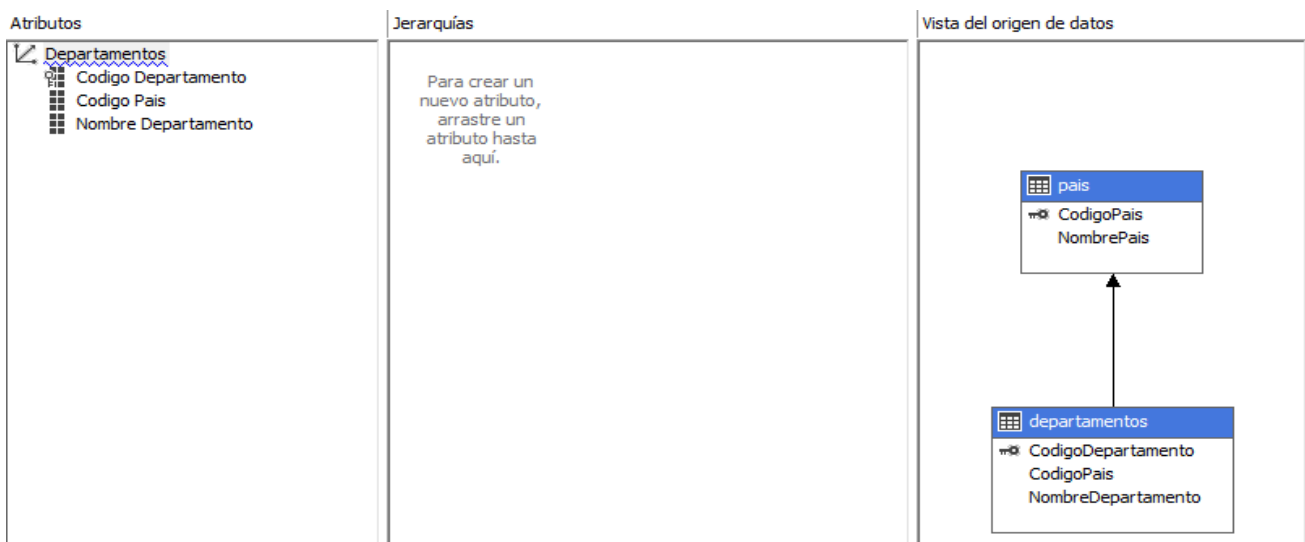 Atributos
Departamentos
Codigo Departamento
Codigo Pais
Nombre Departamento
Jerarquías
Para crear un
nuevo atributo,
arrastre un
atributo hasta
aquí.
Vista del origen de datos
pais
CodigoPais
NombrePais
departamentos
CodigoDepartamento
CodigoPais
NombreDepartamento